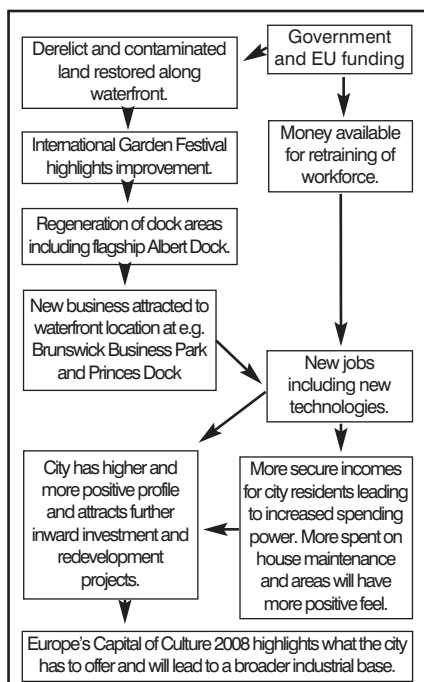 Government
and EU funding
Derelict and contaminated
land restored along
waterfront.
International Garden Festival
highlights improvement.
Money available
for retraining of
workforce.
Regeneration of dock areas
including flagship Albert Dock.
New business attracted to
waterfront location at e.g.
Brunswick Business Park
and Princes Dock
New jobs
including new
technologies.
City has higher and
more positive profile
and attracts further
inward investment and
redevelopment
projects.
More secure incomes
for city residents leading
to increased spending
power. More spent on
house maintenance
and areas will have
more positive feel.
Europe's Capital of Culture 2008 highlights what the city
has to offer and will lead to a broader industrial base.